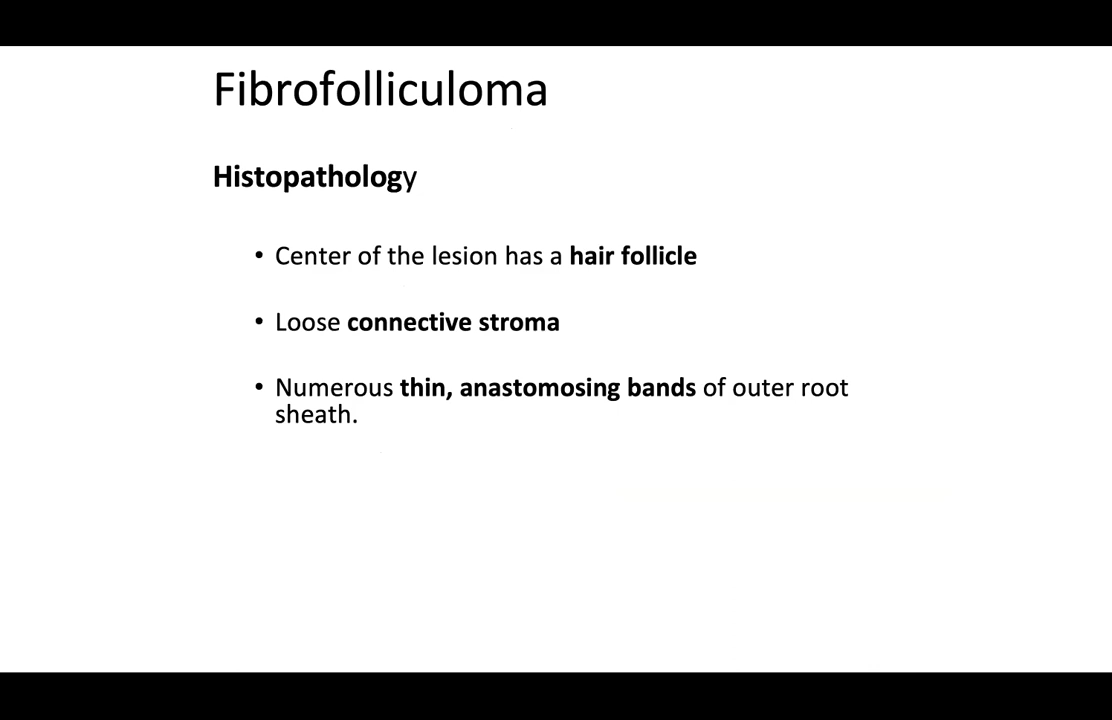 Fibrofolliculoma
Histopathology
• Center of the lesion has a hair follicle
• Loose connective stroma
• Numerous thin, anastomosing bands of outer root
sheath.